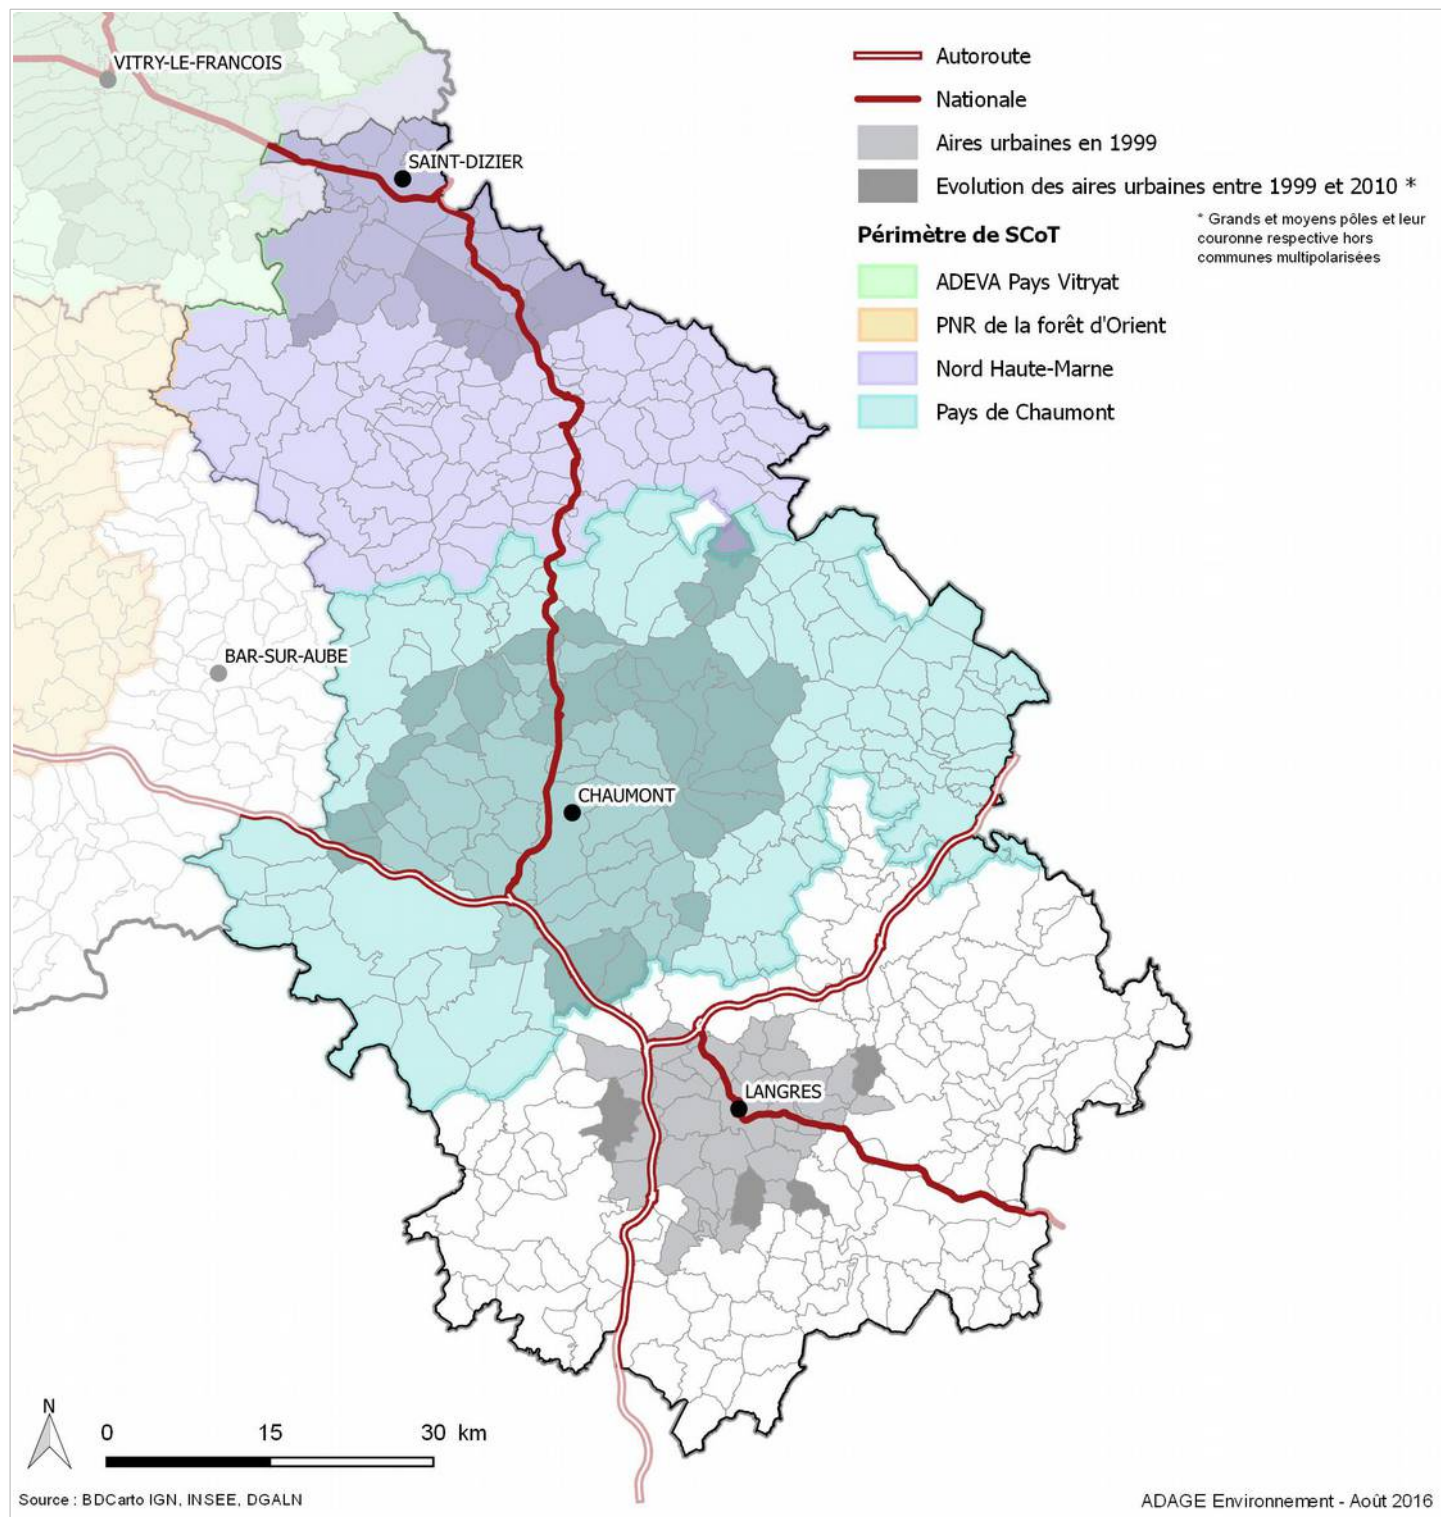 VITRY-LE-FRANCOIS
SAINT-DIZIER
BAR-SUR-AUBE
CHAUMONT
LANGRES
Autoroute
Nationale
Aires urbaines en 1999
Evolution des aires urbaines entre 1999 et 2010 *
* Grands et moyens pôles et leur
couronne respective hors
communes multipolarisées
Périmètre de SCoT
ADEVA Pays Vitryat
PNR de la forêt d'Orient
Nord Haute-Marne
Pays de Chaumont
N
0 15 30 km
Source : BDCarto IGN, INSEE, DGALN
ADAGE Environnement - Août 2016